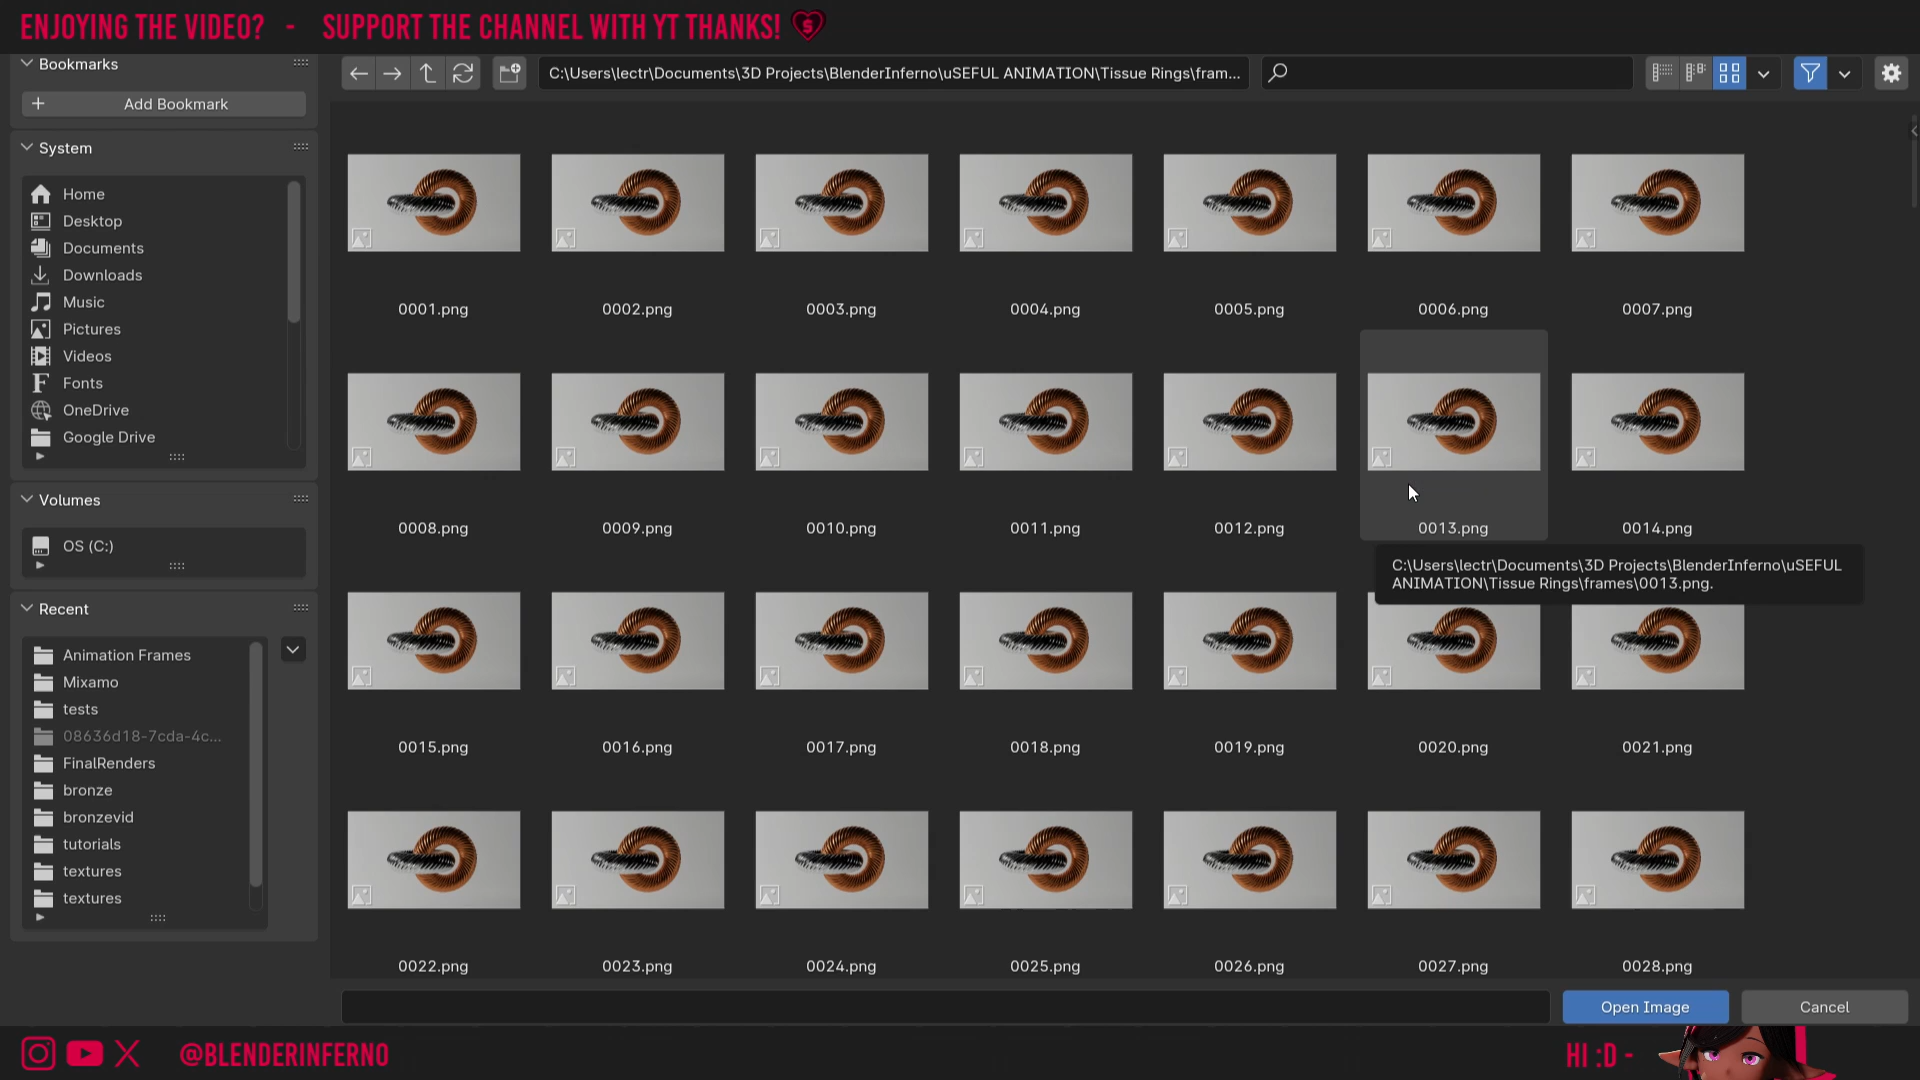 ENJOYING THE VIDEO? - SUPPORT THE CHANNEL WITH YT THANKS!
Bookmarks
C:\Users\lectr\Documents\3D Projects\BlenderInferno\uSEFUL ANIMATION\Tissue Rings\fram...
Add Bookmark
System
Home
Desktop
Documents
Downloads
Music
Pictures
Videos
Fonts
OneDrive
Google Drive
Volumes
OS (C:)
Recent
Animation Frames
Mixamo
tests
08636d18-7cda-4c...
FinalRenders
bronze
bronzevid
tutorials
textures
textures
0001.png 0002.png 0003.png 0004.png 0005.png 0006.png 0007.png
0008.png 0009.png 0010.png 0011.png 0012.png 0013.png 0014.png
C:\Users\lectr\Documents\3D Projects\BlenderInferno\uSEFUL
ANIMATION\Tissue Rings\frames\0013.png.
0015.png 0016.png 0017.png 0018.png 0019.png 0020.png 0021.png
0022.png 0023.png 0024.png 0025.png 0026.png 0027.png 0028.png
Open Image Cancel
@BLENDERINFERNO
HI :D -